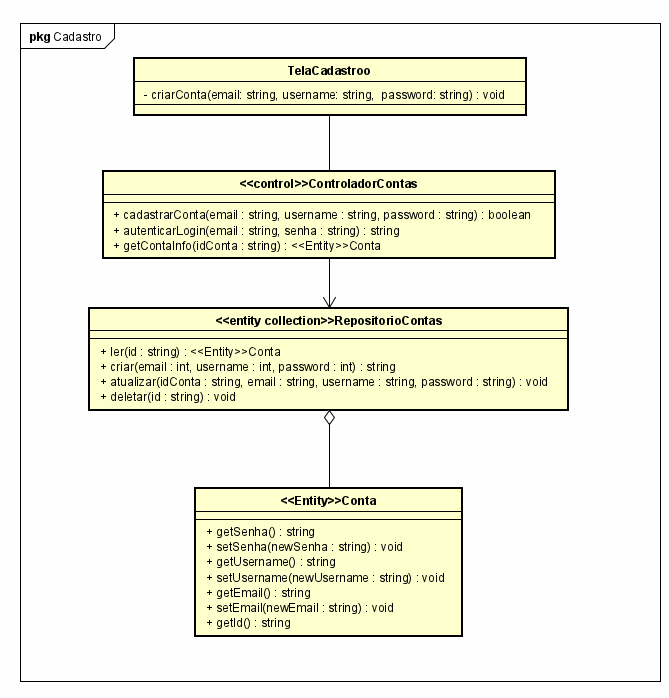 pkg Cadastro
TelaCadastroo
- criarConta(email: string, username: string, password: string) : void
<<control>>ControladorContas
+ cadastrarConta(email : string, username : string, password : string) : boolean
+ autenticarLogin(email : string, senha : string) : string
+ getContaInfo(idConta : string) : <<Entity>>Conta
<<entity collection>>RepositorioContas
+ ler(id : string) : <<Entity>>Conta
+ criar(email : int, username : int, password : int) : string
+ atualizar(idConta : string, email : string, username : string, password : string) : void
+ deletar(id : string) : void
<<Entity>>Conta
+ getSenha() : string
+ setSenha(newSenha : string) : void
+ getUsername() : string
+ setUsername(newUsername : string) : void
+ getEmail() : string
+ setEmail(newEmail : string) : void
+ getId() : string